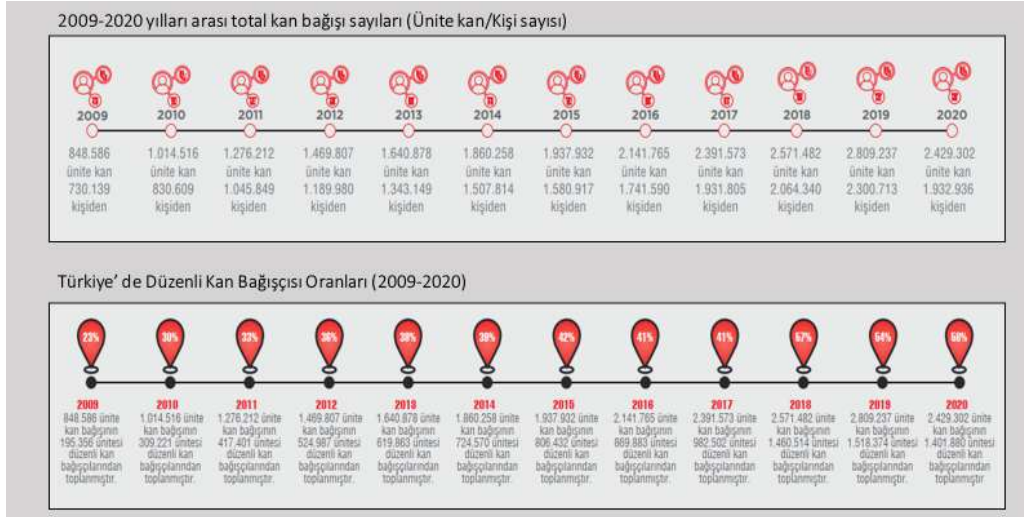 2009-2020 yılları arası total kan bağışı sayıları (Ünite kan/Kişi sayısı)
2009 2010 2011 2012 2013 2014 2015 2016 2017 2018 2019 2020
848.586 1.014.516 1.276.212 1.469.807 1.640.878 1.860.258 1.937.932 2.141.765 2.391.573 2.571.482 2.809.237 2.429.302
ünite kan ünite kan ünite kan ünite kan ünite kan ünite kan ünite kan ünite kan ünite kan ünite kan ünite kan ünite kan
730.139 830.609 1.045.849 1.189.980 1.343.149 1.507.814 1.580.917 1.741.590 1.931.805 2.064.340 2.300.713 1.932.936
kişiden kişiden kişiden kişiden kişiden kişiden kişiden kişiden kişiden kişiden kişiden kişiden
Türkiye' de Düzenli Kan Bağışçısı Oranları (2009-2020)
23% 30% 33% 36% 38% 39% 42% 41% 41% 57% 54% 58%
2009 2010 2011 2012 2013 2014 2015 2016 2017 2018 2019 2020
848.586 ünite 1.014.516 ünite 1.276.212 ünite 1.469.807 ünite 1.640.878 ünite 1.860.258 ünite 1.937.932 ünite 2.141.765 ünite 2.391.573 ünite 2.571.482 ünite 2.809.237 ünite 2.429.302 ünite
kan bağışının kan bağışının kan bağışının kan bağışının kan bağışının kan bağışının kan bağışının kan bağışının kan bağışının kan bağışının kan bağışının kan bağışının
195.356 ünitesi 309.221 ünitesi 417.401 ünitesi 524.987 ünitesi 619.863 ünitesi 724.570 ünitesi 806.432 ünitesi 869.883 ünitesi 982.502 ünitesi 1.460.514 ünitesi 1.518.374 ünitesi 1.401.880 ünitesi
düzenli kan düzenli kan düzenli kan düzenli kan düzenli kan düzenli kan düzenli kan düzenli kan düzenli kan düzenli kan düzenli kan düzenli kan
bağışçılarından bağışçılarından bağışçılarından bağışçılarından bağışçılarından bağışçılarından bağışçılarından bağışçılarından bağışçılarından bağışçılarından bağışçılarından bağışçılarından
toplanmıştır. toplanmıştır. toplanmıştır. toplanmıştır. toplanmıştır. toplanmıştır. toplanmıştır. toplanmıştır. toplanmıştır. toplanmıştır. toplanmıştır. toplanmıştır